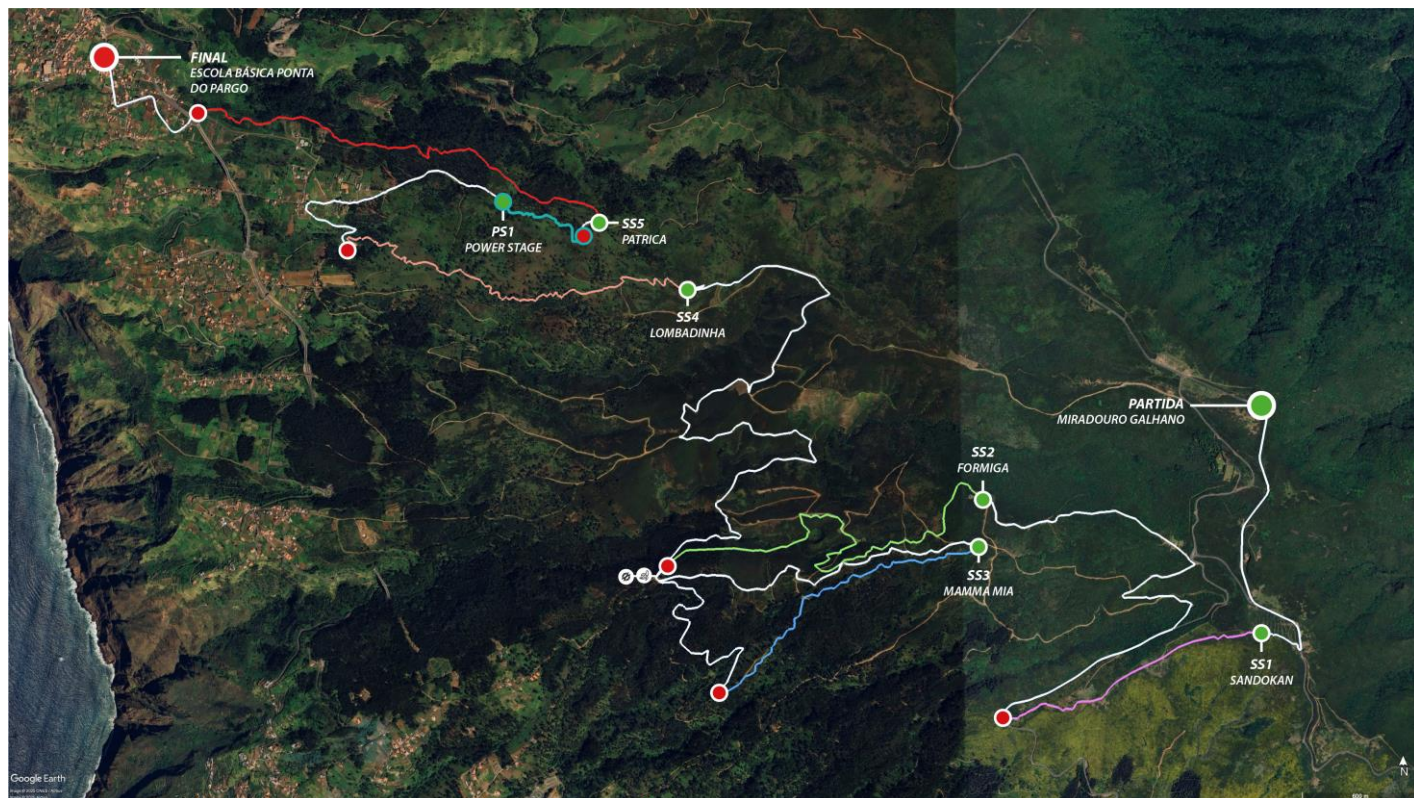 FINAL
ESCOLA BÁSICA PONTA
DO PARGO
PS1
POWER STAGE
SS5
PATRICA
SS4
LOMBADINHA
PARTIDA
MIRADOURO GALHANO
SS2
FORMIGA
SS3
MAMMA MIA
SS1
SANDOKAN
Google Earth
N
600 m